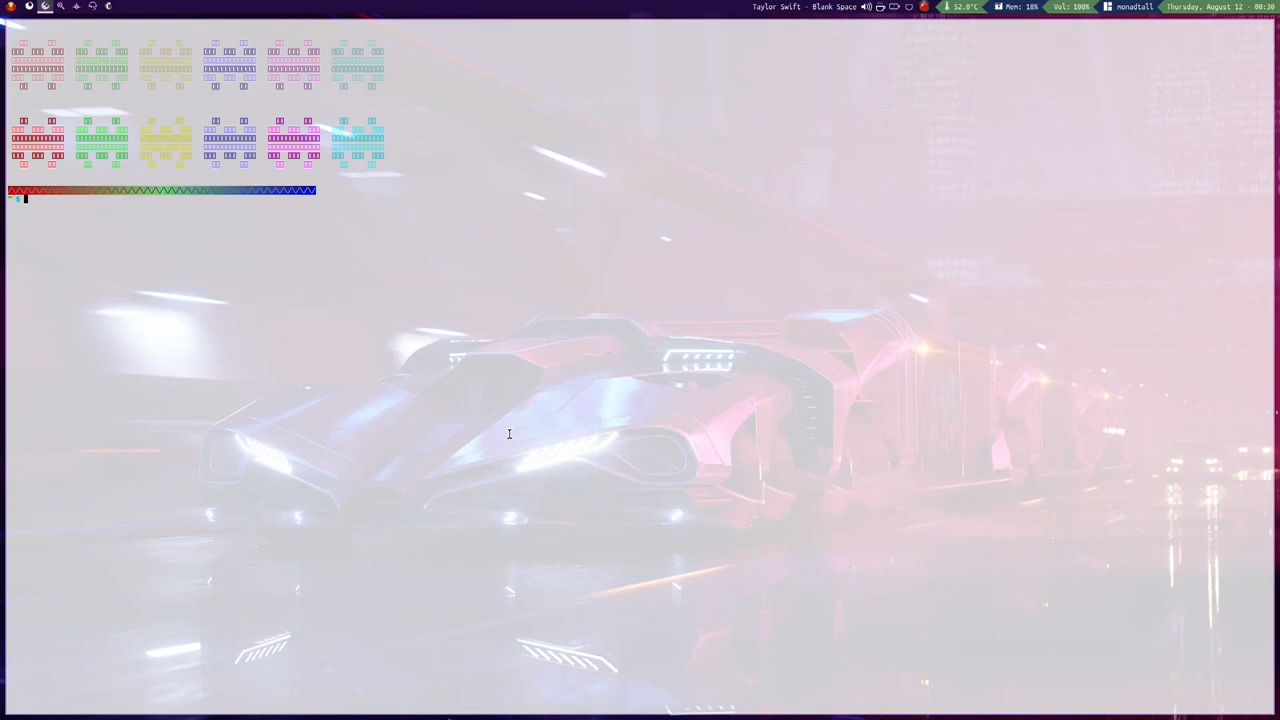 Taylor Swift - Blank Space 52.0°C Mem: 18% Vol: 100% monadtall Thursday, August 12 - 00:30
~ $